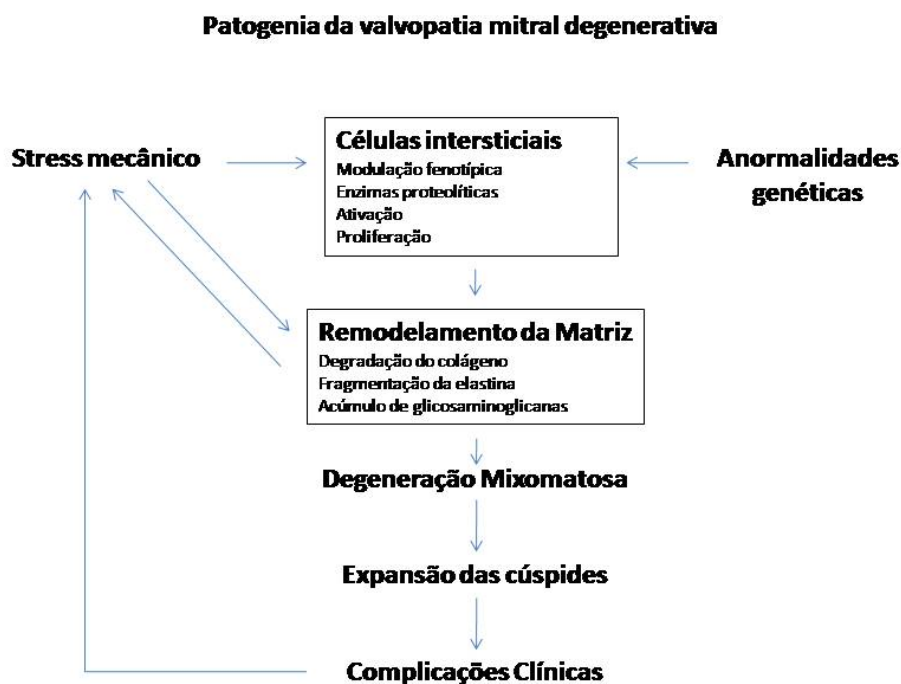 Patogenia da valvopatia mitral degenerativa
Stress mecânico
Células intersticiais
Modulação fenotípica
Enzimas proteolíticas
Ativação
Proliferação
Anormalidades
genéticas
Remodelamento da Matriz
Degradação do colágeno
Fragmentação da elastina
Acúmulo de glicosaminoglicanas
Degeneração Mixomatosa
Expansão das cúspides
Complicações Clínicas